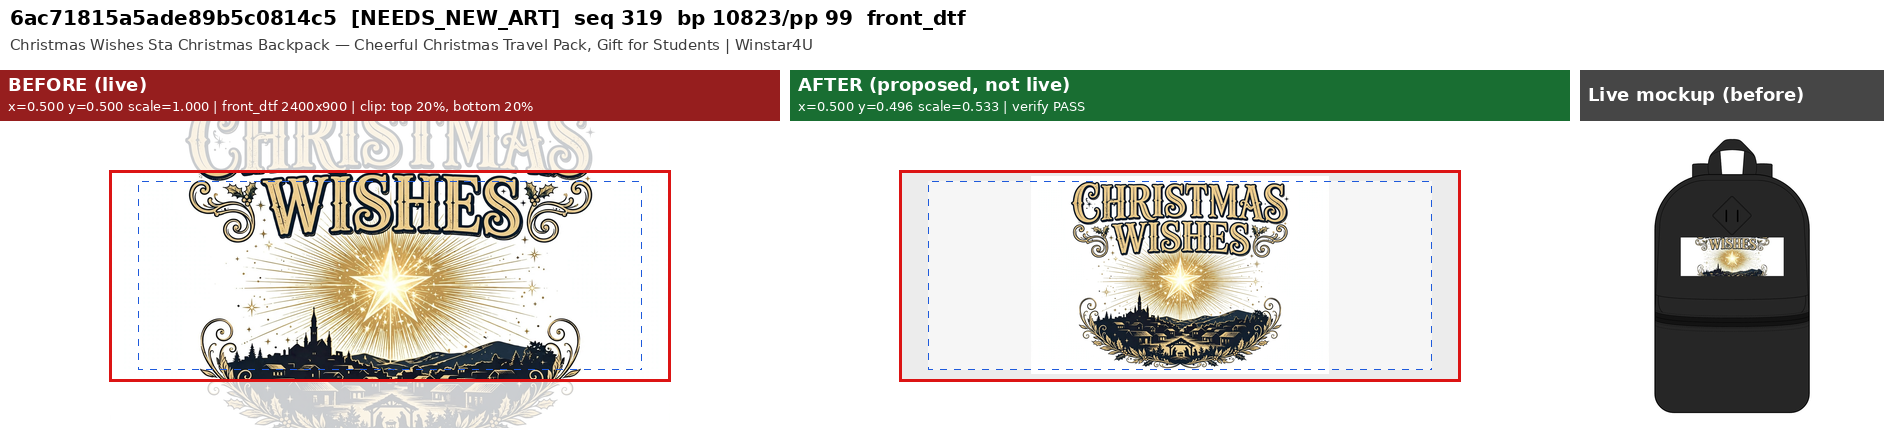 6ac71815a5ade89b5c0814c5 [NEEDS_NEW_ART] seq 319 bp 10823/pp 99 front_dtf
Christmas Wishes Sta Christmas Backpack — Cheerful Christmas Travel Pack, Gift for Students | Winstar4U
BEFORE (live)
x=0.500 y=0.500 scale=1.000 | front_dtf 2400x900 | clip: top 20%, bottom 20%
CHRISTMAS
WISHES
AFTER (proposed, not live)
x=0.500 y=0.496 scale=0.533 | verify PASS
CHRISTMAS
WISHES
Live mockup (before)
WISHES